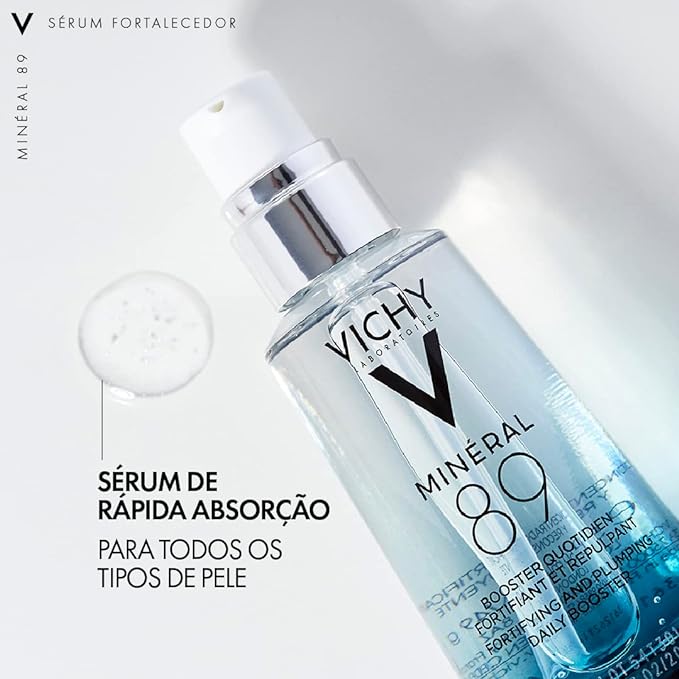 V SÉRUM FORTALECEDOR
MINÉRAL 89
VICHY
LABORATOIRES
V
MINÉRAL
89
BOOSTER QUOTIDIEN
FORTIFIANT ET REPULPANT
FORTIFYING AND PLUMPING
DAILY BOOSTER
SÉRUM DE
RÁPIDA ABSORÇÃO
PARA TODOS OS
TIPOS DE PELE